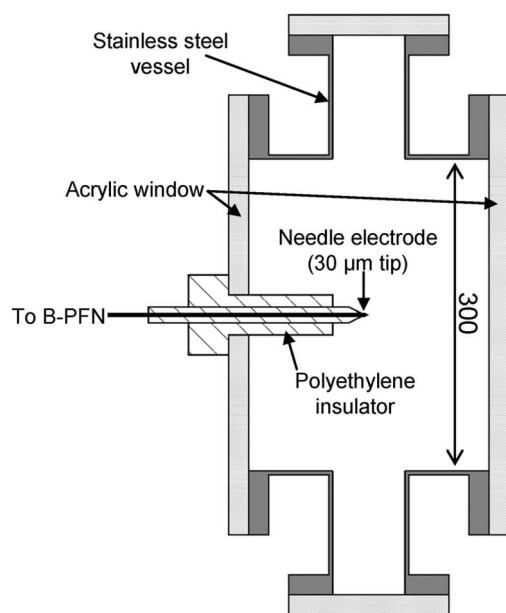 Stainless steel
vessel
Acrylic window
Needle electrode
(30 µm tip)
To B-PFN
300
Polyethylene
insulator